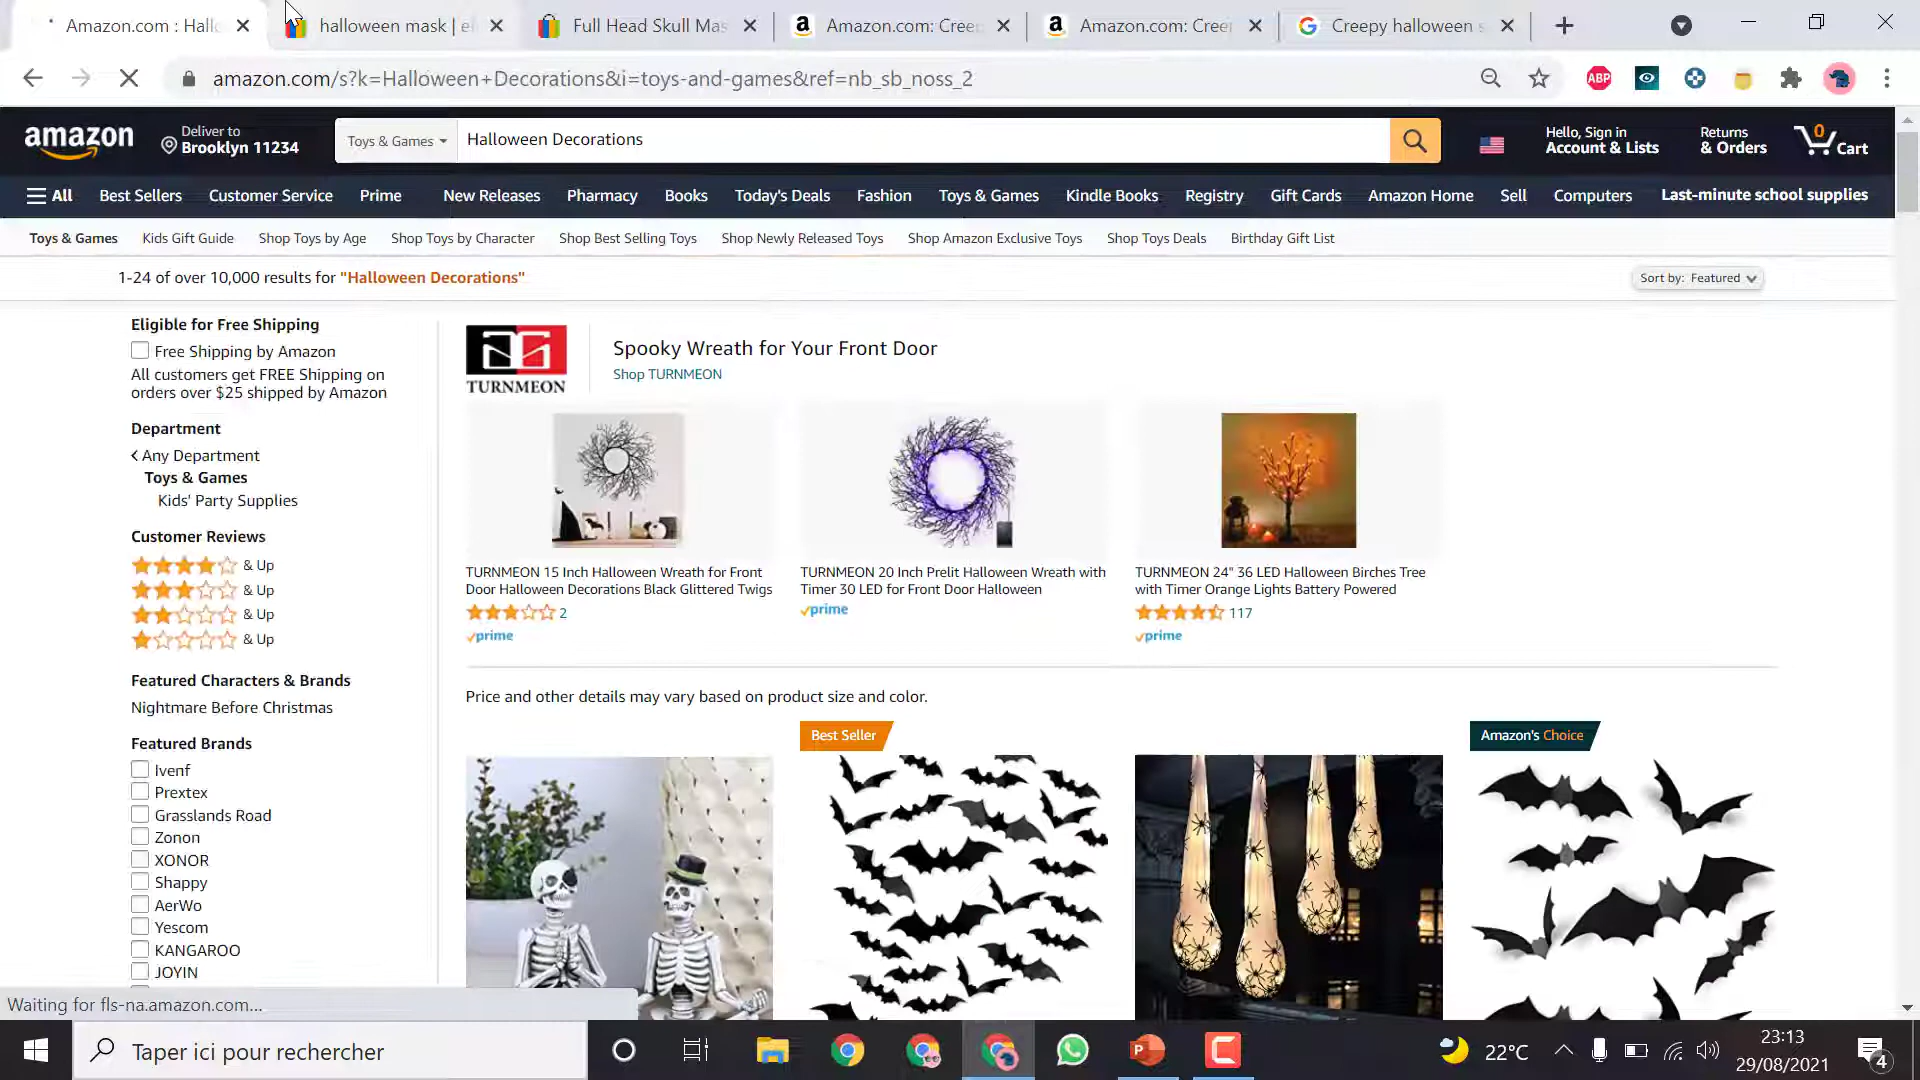 Amazon.com : Hall
halloween mask | e
Full Head Skull Mas
Amazon.com: Cree
Amazon.com: Cree
Creepy halloween s
amazon.com/s?k=Halloween+Decorations&i=toys-and-games&ref=nb_sb_noss_2
ABP
amazon
Deliver to
Brooklyn 11234
Toys & Games
Halloween Decorations
Hello, Sign in
Account & Lists
Returns
& Orders
0
Cart
All
Best Sellers
Customer Service
Prime
New Releases
Pharmacy
Books
Today's Deals
Fashion
Toys & Games
Kindle Books
Registry
Gift Cards
Amazon Home
Sell
Computers
Last-minute school supplies
Toys & Games
Kids Gift Guide
Shop Toys by Age
Shop Toys by Character
Shop Best Selling Toys
Shop Newly Released Toys
Shop Amazon Exclusive Toys
Shop Toys Deals
Birthday Gift List
1-24 of over 10,000 results for "Halloween Decorations"
Sort by: Featured
Eligible for Free Shipping
Free Shipping by Amazon
All customers get FREE Shipping on
orders over $25 shipped by Amazon
Department
Any Department
Toys & Games
Kids' Party Supplies
Customer Reviews
& Up
& Up
& Up
& Up
Featured Characters & Brands
Nightmare Before Christmas
Featured Brands
Ivenf
Prextex
Grasslands Road
Zonon
XONOR
Shappy
AerWo
Yescom
KANGAROO
JOYIN
TURNMEON
Spooky Wreath for Your Front Door
Shop TURNMEON
TURNMEON 15 Inch Halloween Wreath for Front
Door Halloween Decorations Black Glittered Twigs
2
prime
TURNMEON 20 Inch Prelit Halloween Wreath with
Timer 30 LED for Front Door Halloween
prime
TURNMEON 24" 36 LED Halloween Birches Tree
with Timer Orange Lights Battery Powered
117
prime
Price and other details may vary based on product size and color.
Best Seller
Amazon's Choice
Waiting for fls-na.amazon.com...
Taper ici pour rechercher
22°C
23:13
29/08/2021
4